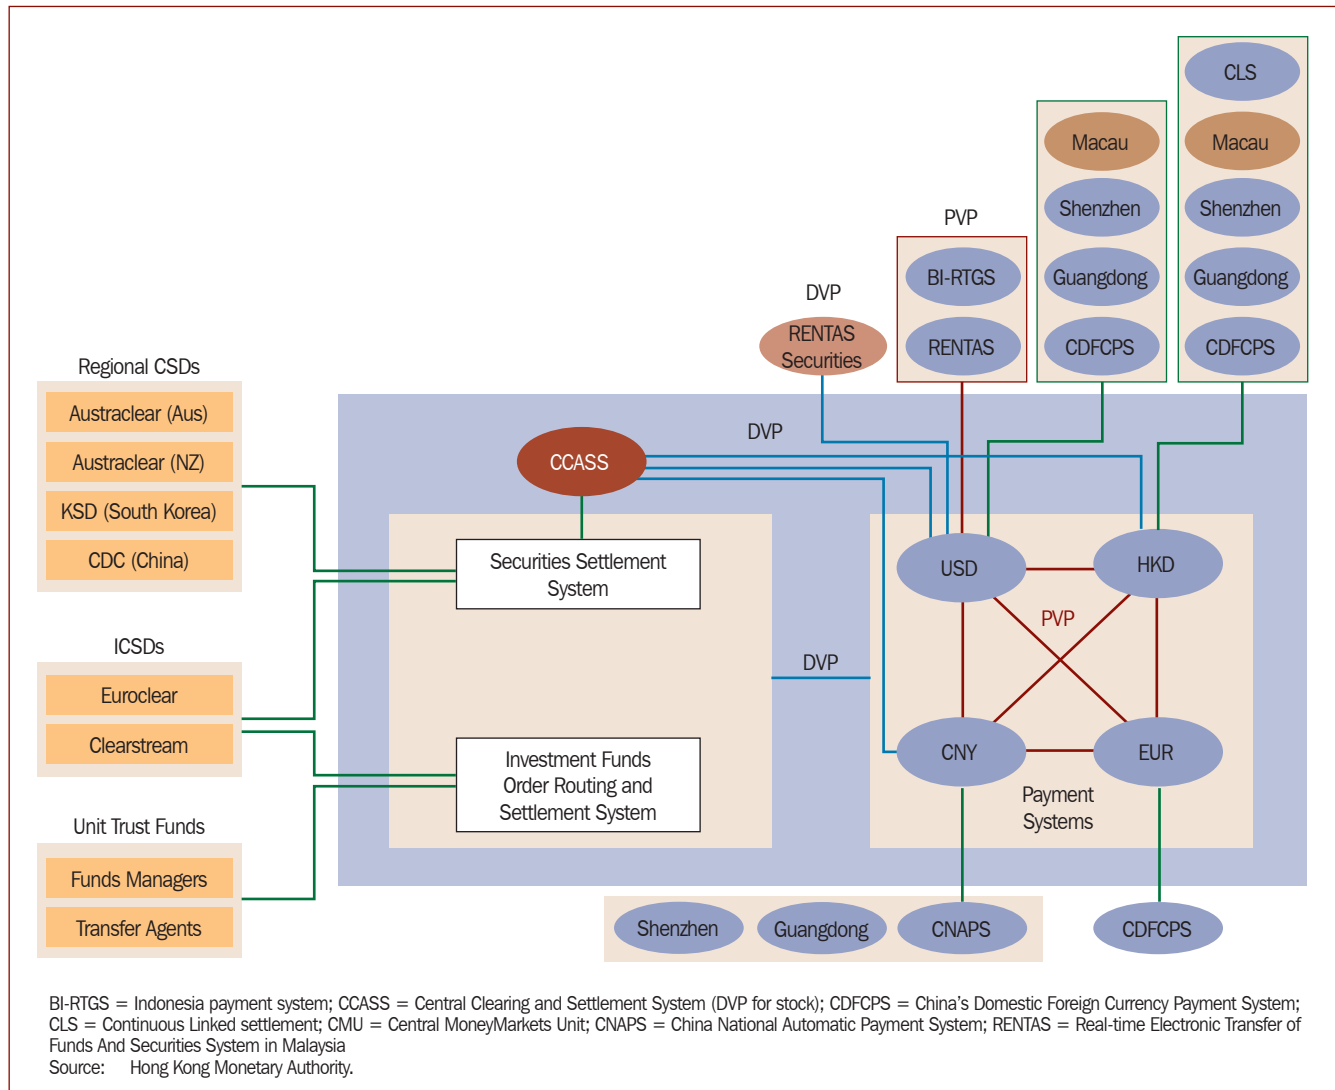 CLS
Macau
Macau
Shenzhen
Shenzhen
PVP
BI-RTGS
Guangdong
Guangdong
DVP
RENTAS
Securities
RENTAS
CDFCPS
CDFCPS
Regional CSDs
Austraclear (Aus)
Austraclear (NZ)
KSD (South Korea)
CDC (China)
DVP
CCASS
Securities Settlement
System
USD
HKD
PVP
ICSDs
Euroclear
Clearstream
DVP
Investment Funds
Order Routing and
Settlement System
CNY
EUR
Payment
Systems
Unit Trust Funds
Funds Managers
Transfer Agents
Shenzhen
Guangdong
CNAPS
CDFCPS
BI-RTGS = Indonesia payment system; CCASS = Central Clearing and Settlement System (DVP for stock); CDFCPS = China's Domestic Foreign Currency Payment System;
CLS = Continuous Linked settlement; CMU = Central MoneyMarkets Unit; CNAPS = China National Automatic Payment System; RENTAS = Real-time Electronic Transfer of
Funds And Securities System in Malaysia
Source: Hong Kong Monetary Authority.